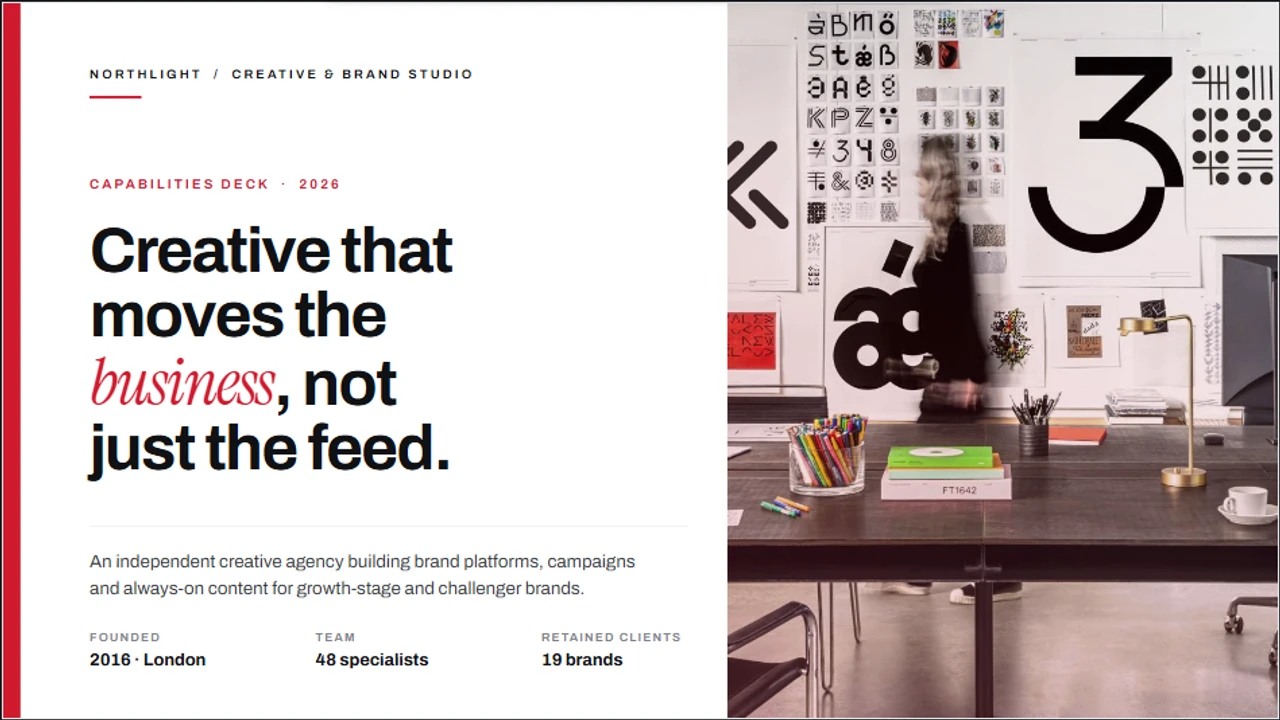 NORTHLIGHT / CREATIVE & BRAND STUDIO
CAPABILITIES DECK · 2026
Creative that
moves the
business, not
just the feed.
An independent creative agency building brand platforms, campaigns
and always-on content for growth-stage and challenger brands.
FOUNDED
2016 · London
TEAM
48 specialists
RETAINED CLIENTS
19 brands
3
æ
FT1642